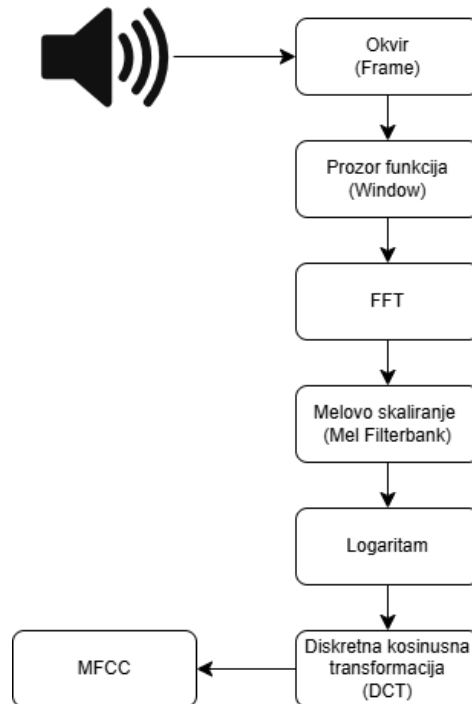 Okvir
(Frame)
Prozor funkcija
(Window)
FFT
Melovo skaliranje
(Mel Filterbank)
Logaritam
Diskretna kosinusna
transformacija
(DCT)
MFCC